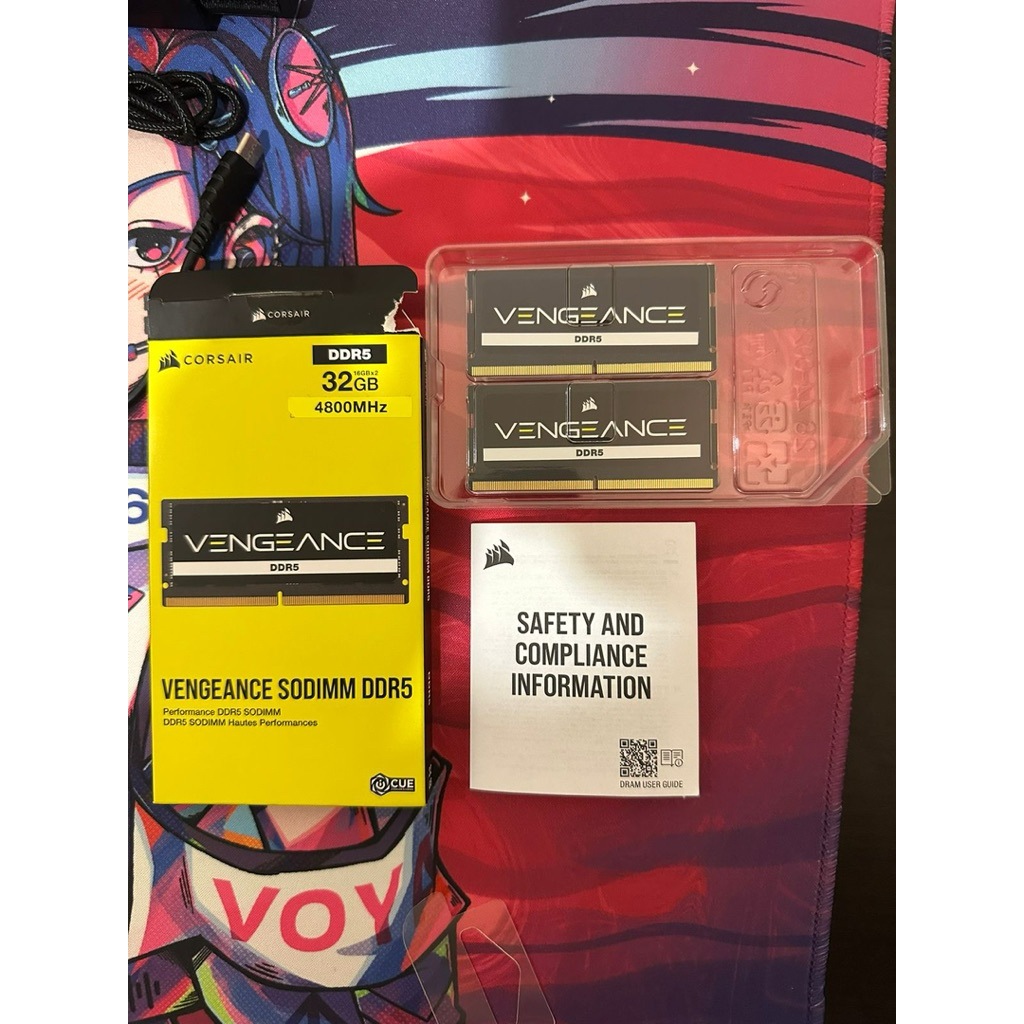 CORSAIR
CORSAIR
DDR5
16GBx2
32GB
4800MHz
VENGEANCE
DDR5
VENGEANCE SODIMM DDR5
Performance DDR5 SODIMM
DDR5 SODIMM Hautes Performances
iCUE
VENGEANCE
DDR5
VENGEANCE
DDR5
SAFETY AND
COMPLIANCE
INFORMATION
DRAM USER GUIDE
6
VOY